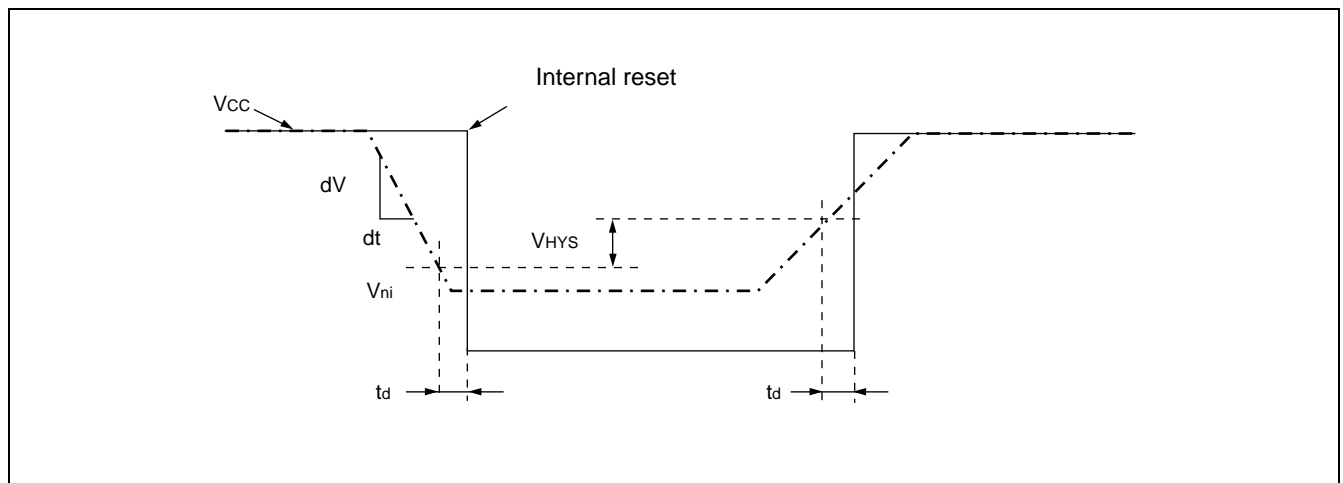 Internal reset
VCC
dV
dt
VHYS
Vni
td
td